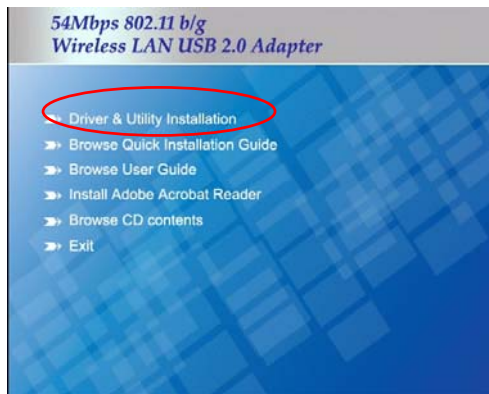 54Mbps 802.11 b/g
Wireless LAN USB 2.0 Adapter
Driver & Utility Installation
Browse Quick Installation Guide
Browse User Guide
Install Adobe Acrobat Reader
Browse CD contents
Exit